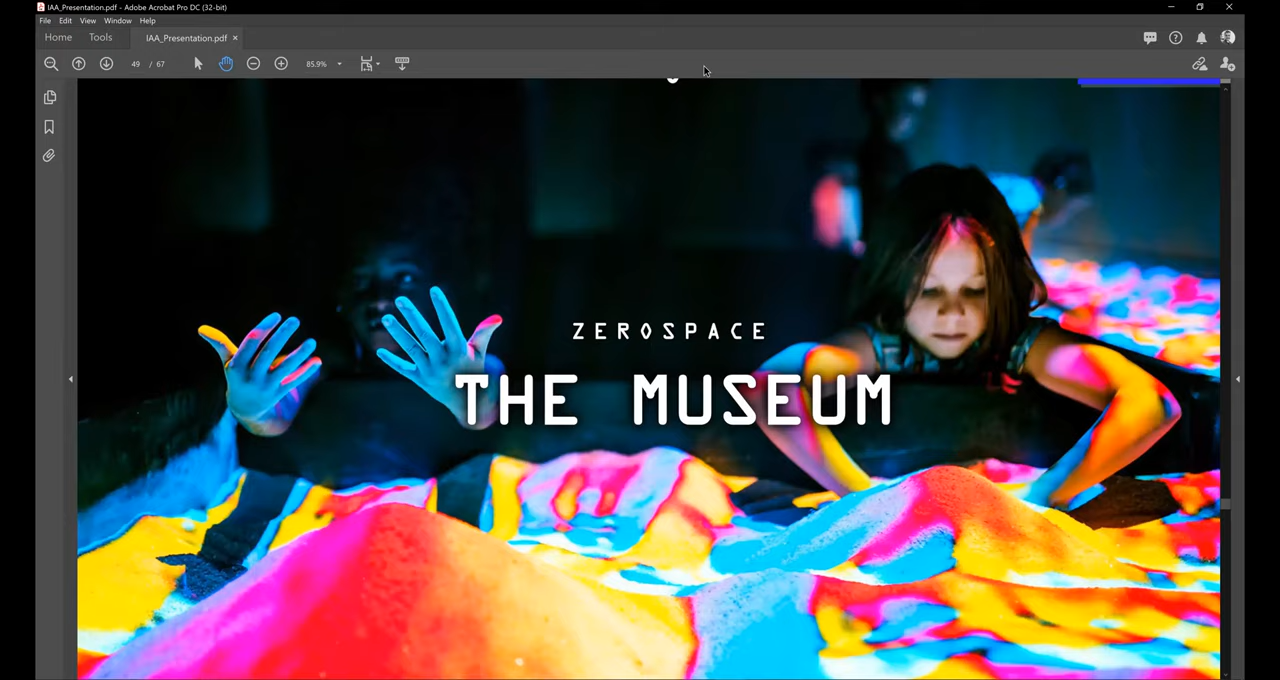 IAA_Presentation.pdf - Adobe Acrobat Pro DC (32-bit)
File Edit View Window Help
Home Tools IAA_Presentation.pdf ×
49 / 67 85.9%
ZEROSPACE
THE MUSEUM